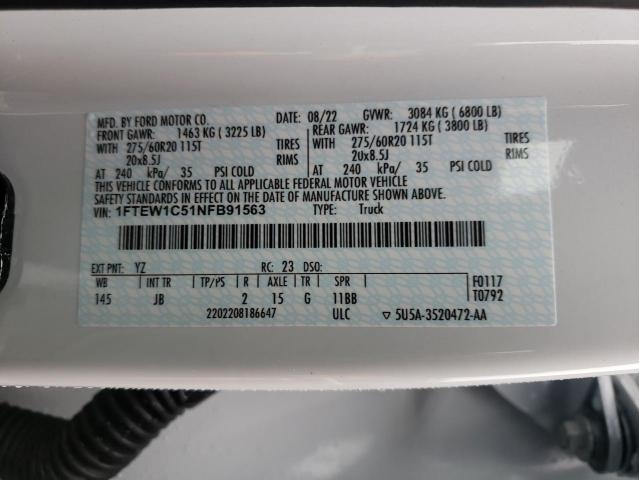 MFD. BY FORD MOTOR CO. DATE: 08/22 GVWR: 3084 KG ( 6800 LB)
FRONT GAWR: 1463 KG ( 3225 LB) REAR GAWR: 1724 KG ( 3800 LB)
WITH 275/60R20 115T TIRES WITH 275/60R20 115T TIRES
20x8.5J RIMS 20x8.5J RIMS
AT 240 kPa/ 35 PSI COLD AT 240 kPa/ 35 PSI COLD
THIS VEHICLE CONFORMS TO ALL APPLICABLE FEDERAL MOTOR VEHICLE
SAFETY STANDARDS IN EFFECT ON THE DATE OF MANUFACTURE SHOWN ABOVE.
VIN: 1FTEW1C51NFB91563 TYPE: Truck
EXT PNT: YZ RC: 23 DSO:
WB INT TR TP/PS R AXLE TR SPR F0117
145 JB 2 15 G 11BB T0792
2202208186647 ULC ▽ 5U5A-3520472-AA